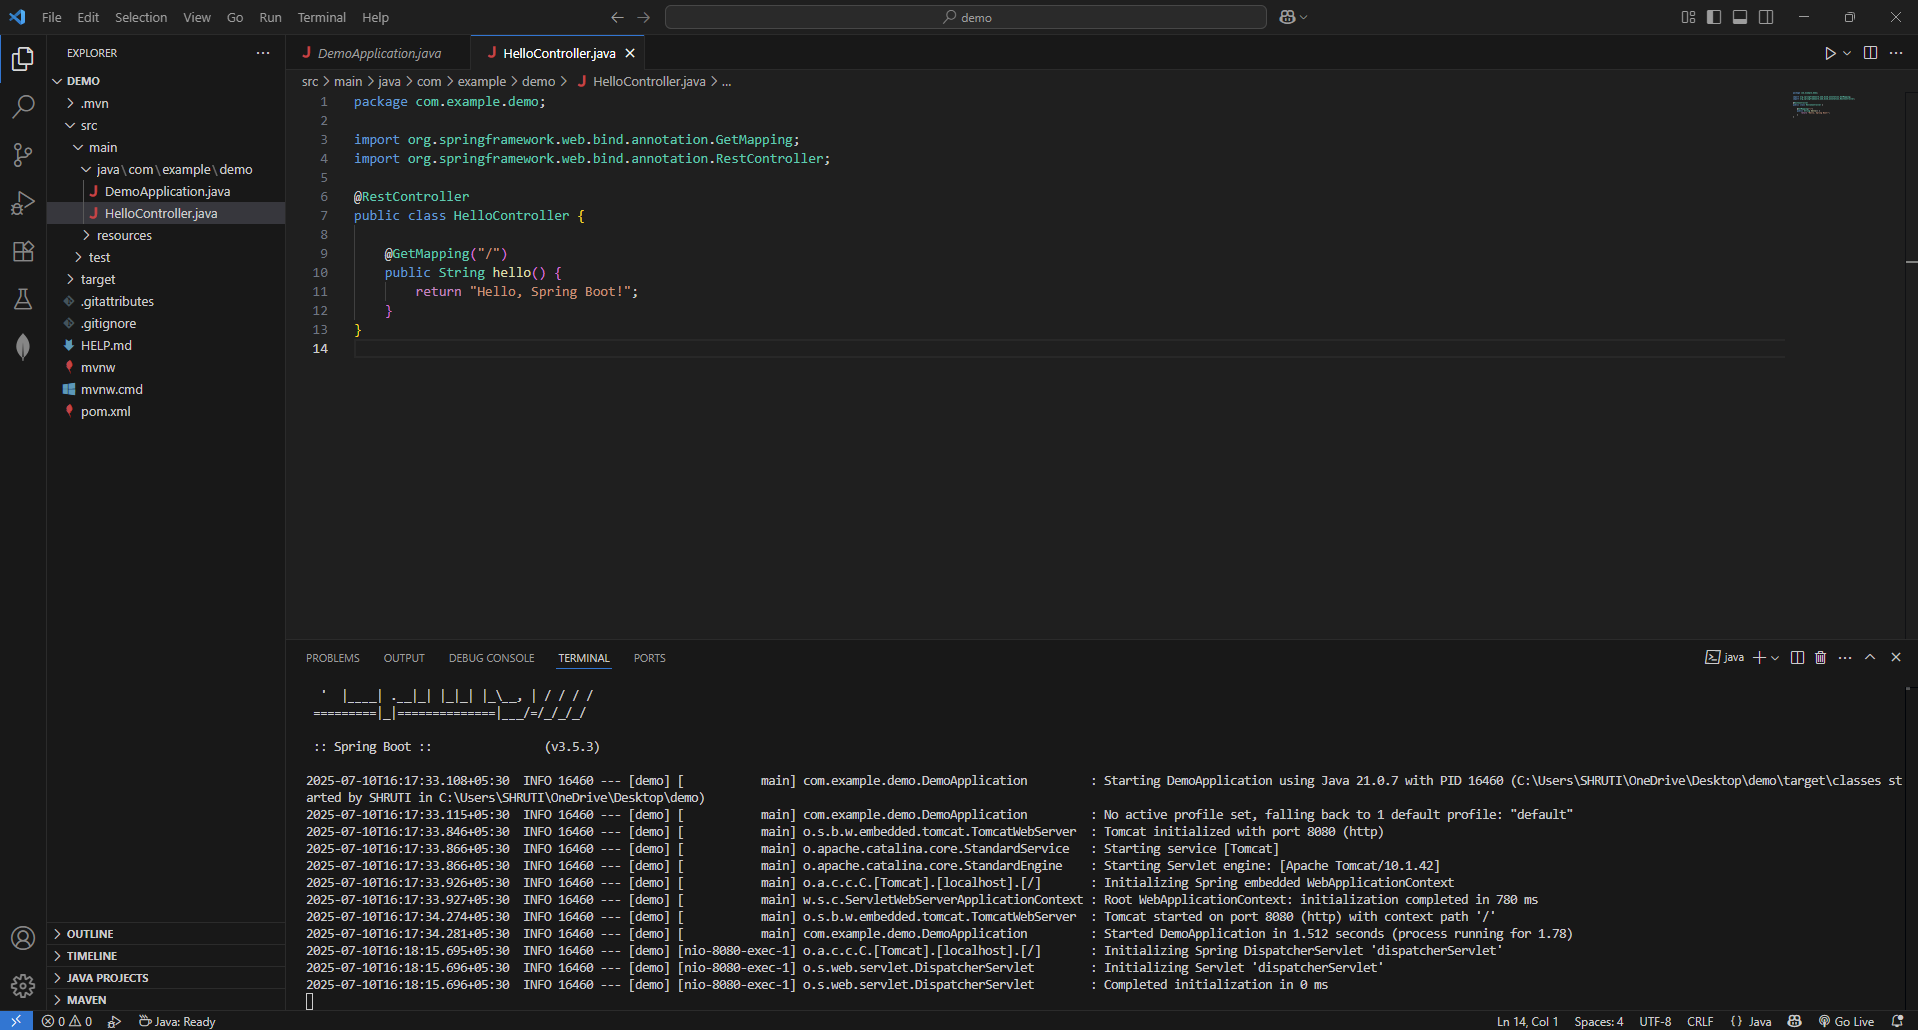 File Edit Selection View Go Run Terminal Help
demo
EXPLORER
DEMO
.mvn
src
main
java\com\example\demo
DemoApplication.java
HelloController.java
resources
test
target
.gitattributes
.gitignore
HELP.md
mvnw
mvnw.cmd
pom.xml
OUTLINE
TIMELINE
JAVA PROJECTS
MAVEN
DemoApplication.java HelloController.java
src > main > java > com > example > demo > HelloController.java > ...
1 package com.example.demo;
2
3 import org.springframework.web.bind.annotation.GetMapping;
4 import org.springframework.web.bind.annotation.RestController;
5
6 @RestController
7 public class HelloController {
8
9 @GetMapping("/")
10 public String hello() {
11 return "Hello, Spring Boot!";
12 }
13 }
14
PROBLEMS OUTPUT DEBUG CONSOLE TERMINAL PORTS
java
'  |____| .__|_| |_|_| |_\__, | / / / /
=========|_|==============|___/=/_/_/_/
:: Spring Boot :: (v3.5.3)
2025-07-10T16:17:33.108+05:30 INFO 16460 --- [demo] [ main] com.example.demo.DemoApplication : Starting DemoApplication using Java 21.0.7 with PID 16460 (C:\Users\SHRUTI\OneDrive\Desktop\demo\target\classes st
arted by SHRUTI in C:\Users\SHRUTI\OneDrive\Desktop\demo)
2025-07-10T16:17:33.115+05:30 INFO 16460 --- [demo] [ main] com.example.demo.DemoApplication : No active profile set, falling back to 1 default profile: "default"
2025-07-10T16:17:33.846+05:30 INFO 16460 --- [demo] [ main] o.s.b.w.embedded.tomcat.TomcatWebServer : Tomcat initialized with port 8080 (http)
2025-07-10T16:17:33.866+05:30 INFO 16460 --- [demo] [ main] o.apache.catalina.core.StandardService : Starting service [Tomcat]
2025-07-10T16:17:33.866+05:30 INFO 16460 --- [demo] [ main] o.apache.catalina.core.StandardEngine : Starting Servlet engine: [Apache Tomcat/10.1.42]
2025-07-10T16:17:33.926+05:30 INFO 16460 --- [demo] [ main] o.a.c.c.C.[Tomcat].[localhost].[/] : Initializing Spring embedded WebApplicationContext
2025-07-10T16:17:33.927+05:30 INFO 16460 --- [demo] [ main] w.s.c.ServletWebServerApplicationContext : Root WebApplicationContext: initialization completed in 780 ms
2025-07-10T16:17:34.274+05:30 INFO 16460 --- [demo] [ main] o.s.b.w.embedded.tomcat.TomcatWebServer : Tomcat started on port 8080 (http) with context path '/'
2025-07-10T16:17:34.281+05:30 INFO 16460 --- [demo] [ main] com.example.demo.DemoApplication : Started DemoApplication in 1.512 seconds (process running for 1.78)
2025-07-10T16:18:15.695+05:30 INFO 16460 --- [demo] [nio-8080-exec-1] o.a.c.c.C.[Tomcat].[localhost].[/] : Initializing Spring DispatcherServlet 'dispatcherServlet'
2025-07-10T16:18:15.696+05:30 INFO 16460 --- [demo] [nio-8080-exec-1] o.s.web.servlet.DispatcherServlet : Initializing Servlet 'dispatcherServlet'
2025-07-10T16:18:15.696+05:30 INFO 16460 --- [demo] [nio-8080-exec-1] o.s.web.servlet.DispatcherServlet : Completed initialization in 0 ms
0 0 Java: Ready Ln 14, Col 1 Spaces: 4 UTF-8 CRLF {} Java Go Live